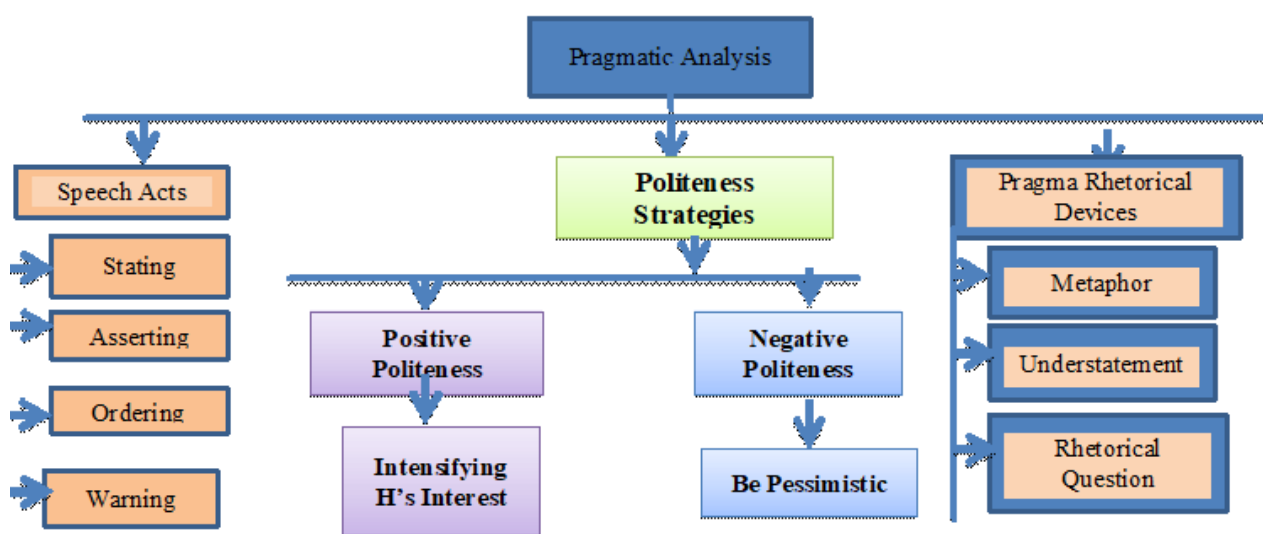 Pragmatic Analysis
Speech Acts
Stating
Asserting
Ordering
Warning
Politeness
Strategies
Positive
Politeness
Intensifying
H's Interest
Negative
Politeness
Be Pessimistic
Pragma Rhetorical
Devices
Metaphor
Understatement
Rhetorical
Question